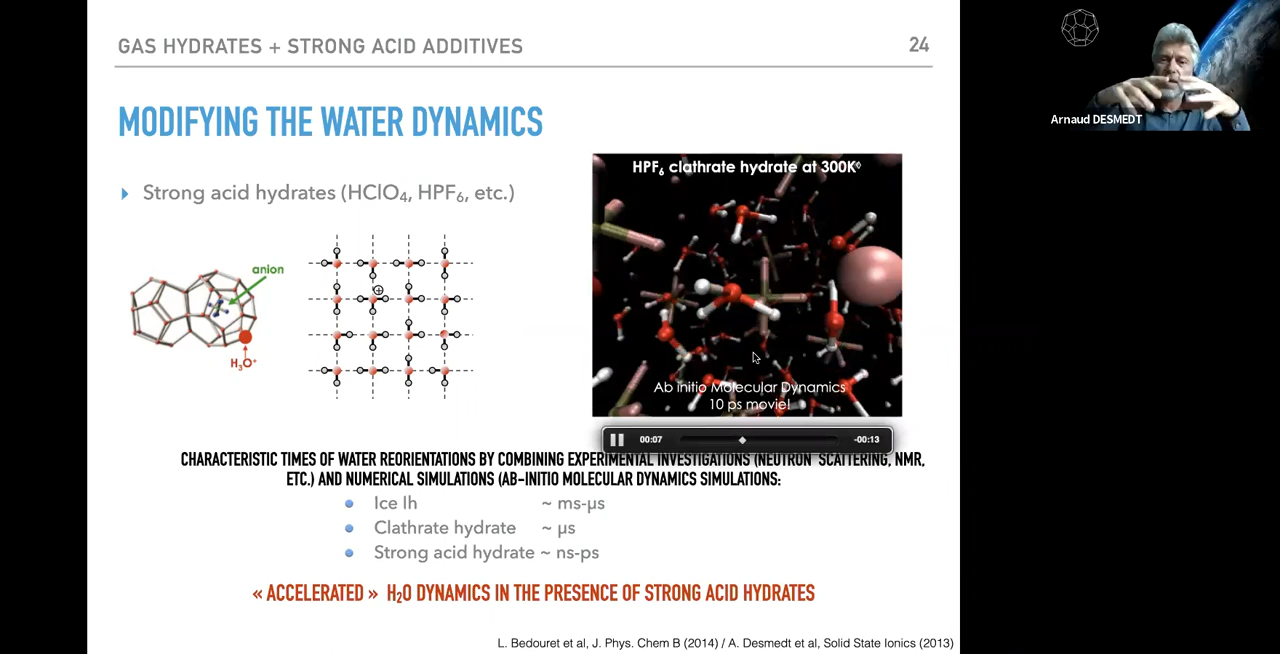 GAS HYDRATES + STRONG ACID ADDITIVES
24
MODIFYING THE WATER DYNAMICS
Strong acid hydrates (HClO₄, HPF₆, etc.)
anion
H₃O⁺
HPF₆ clathrate hydrate at 300K
Ab initio Molecular Dynamics
10 ps movie!
00:07
-00:13
CHARACTERISTIC TIMES OF WATER REORIENTATIONS BY COMBINING EXPERIMENTAL INVESTIGATIONS (NEUTRON SCATTERING, NMR,
ETC.) AND NUMERICAL SIMULATIONS (AB-INITIO MOLECULAR DYNAMICS SIMULATIONS:
Ice Ih ~ ms-µs
Clathrate hydrate ~ µs
Strong acid hydrate ~ ns-ps
« ACCELERATED » H₂O DYNAMICS IN THE PRESENCE OF STRONG ACID HYDRATES
L. Bedouret et al, J. Phys. Chem B (2014) / A. Desmedt et al, Solid State Ionics (2013)
Arnaud DESMEDT